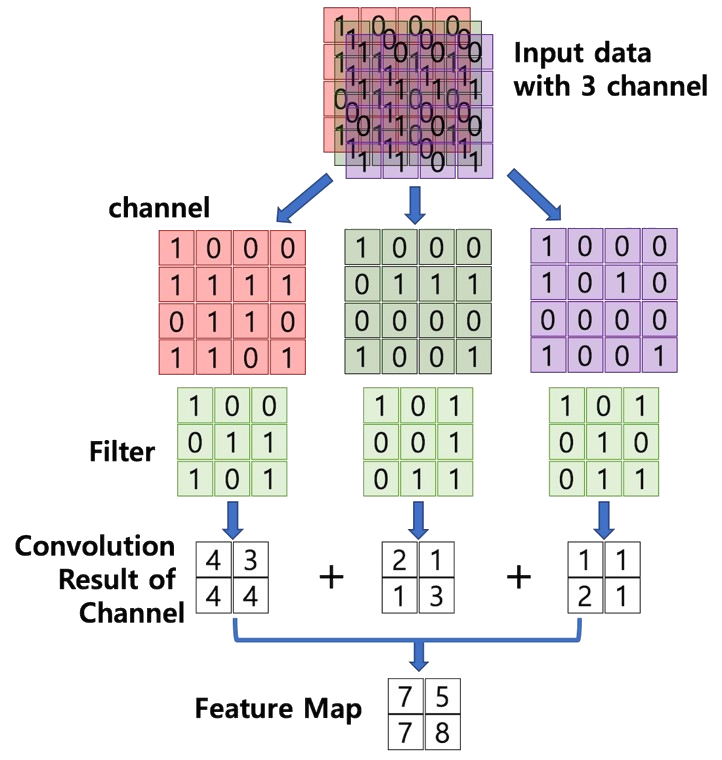 Input data
with 3 channel
channel
1 0 0 0
1 1 1 1
0 1 1 0
1 1 0 1
1 0 0 0
0 1 1 1
0 0 0 0
1 0 0 1
1 0 0 0
1 0 1 0
0 0 0 0
1 0 0 1
Filter
1 0 0
0 1 1
1 0 1
1 0 1
0 0 1
0 1 1
1 0 1
0 1 0
0 1 1
Convolution
Result of
Channel
4 3
4 4
+
2 1
1 3
+
1 1
2 1
Feature Map
7 5
7 8